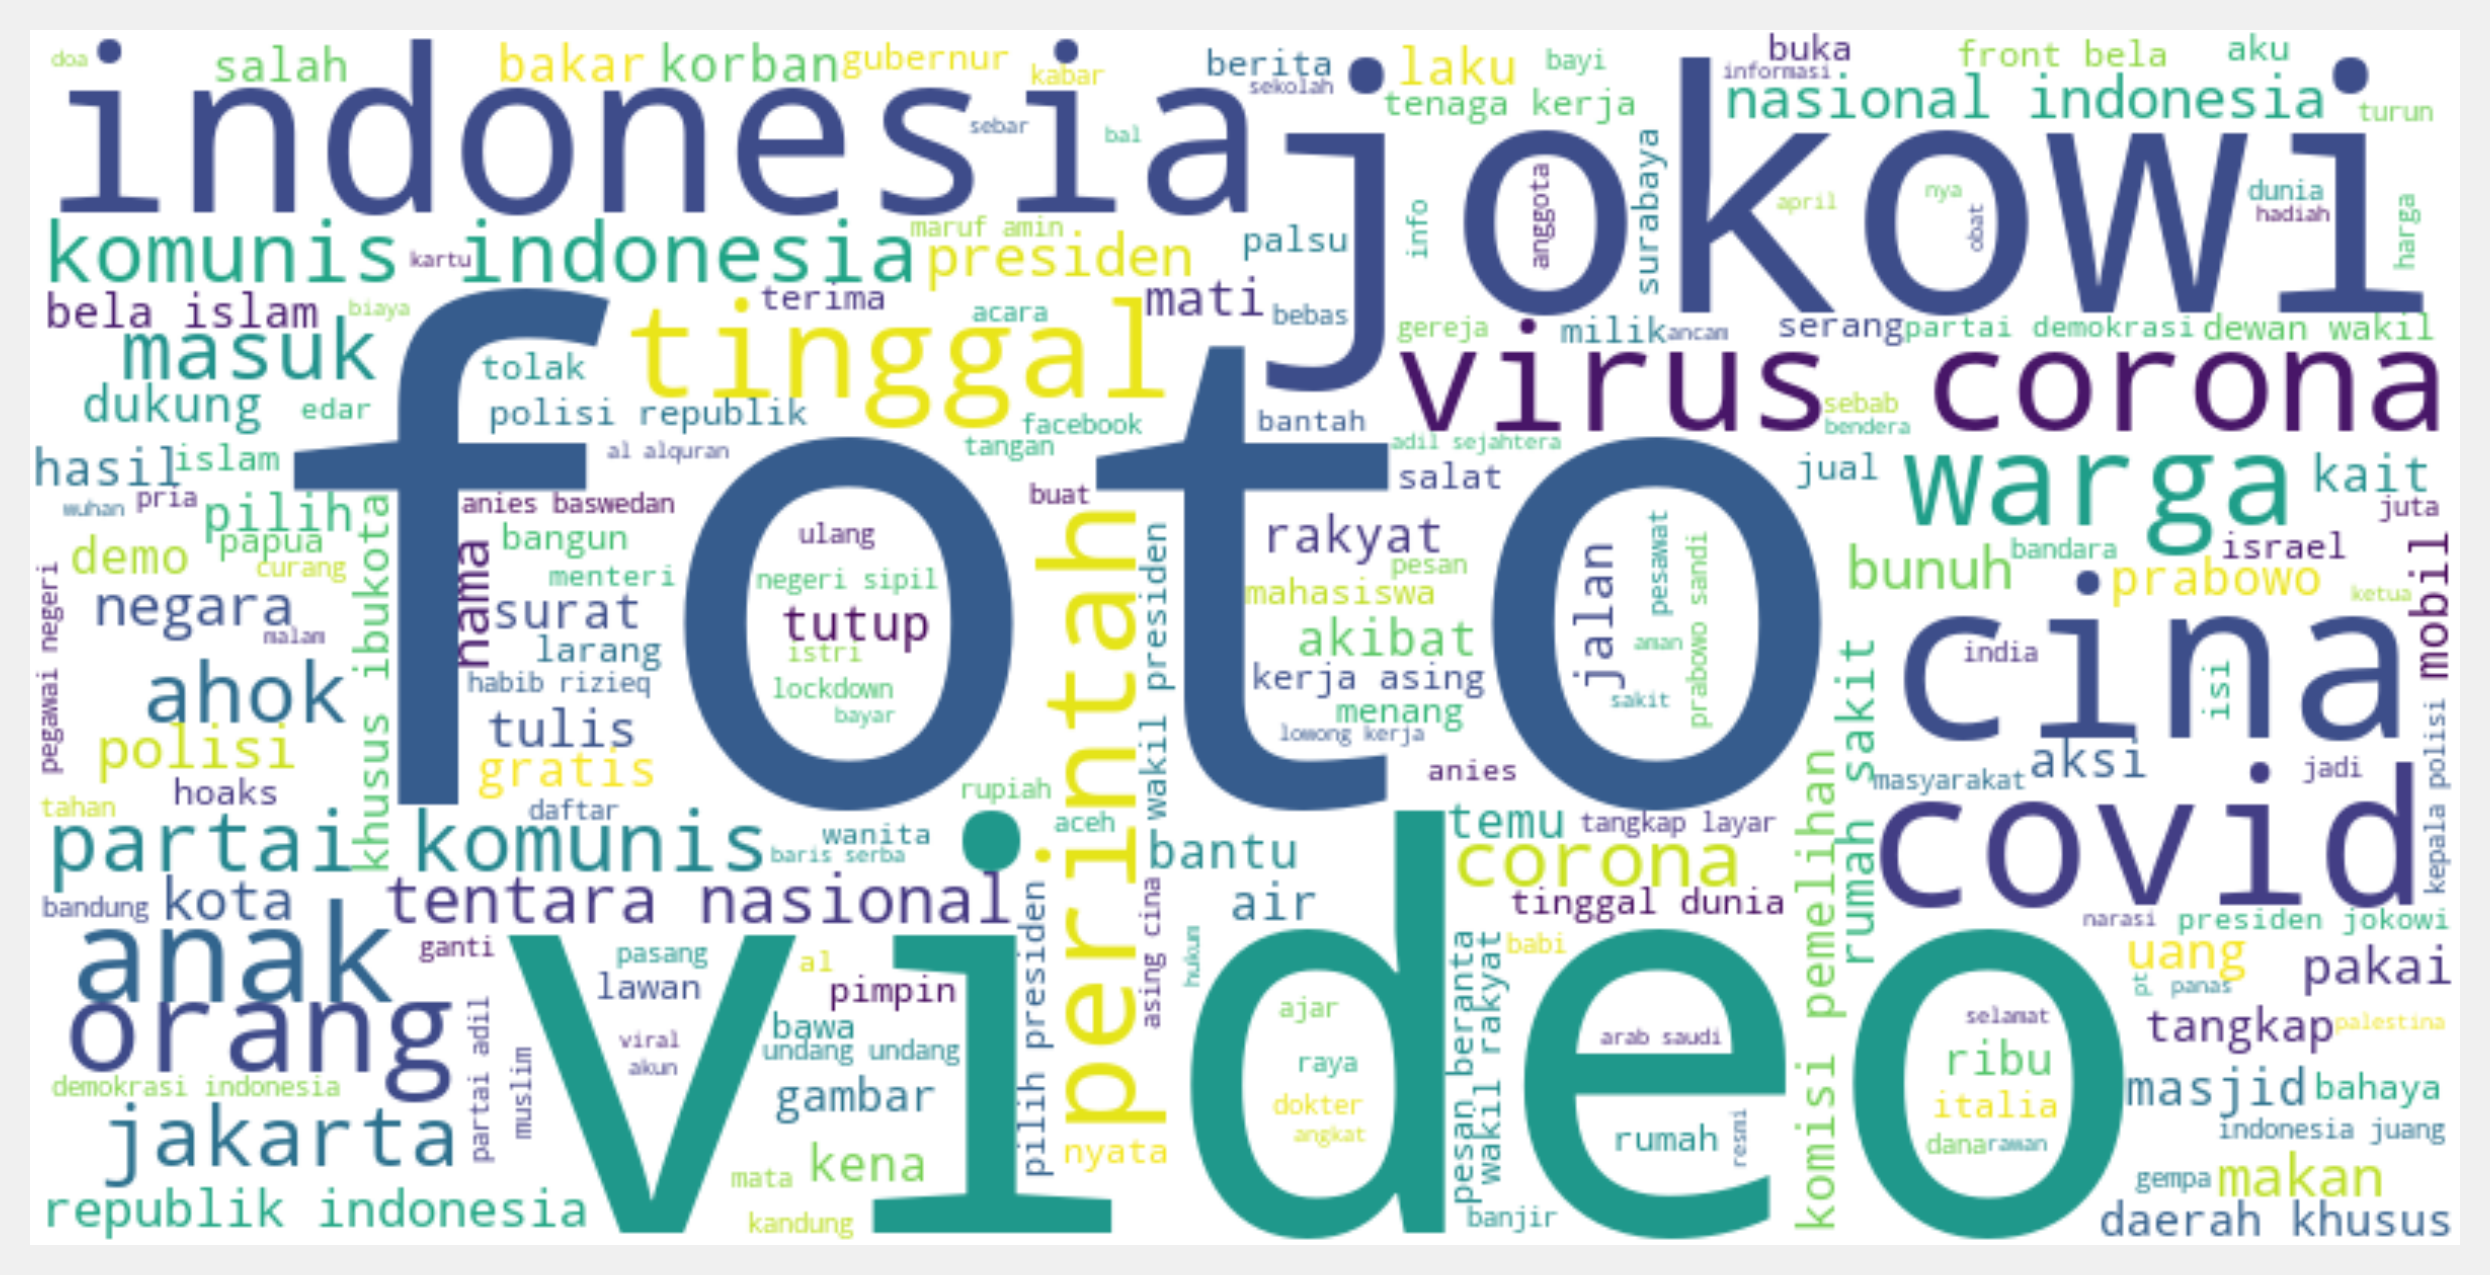 doa
salah
bakar
korban
gubernur
kabar
berita
sekolah
laku
bayi
buka
informasi
front bela
aku
indonesia
jokowi
sebar
bal
tenaga kerja
nasional indonesia
turun
surabaya
anggota
april
nya
obat
dunia
hadiah
harga
info
komunis indonesia
kartu
maruf amin
presiden
palsu
bela islam
biaya
terima
acara
mati
bebas
gereja
milik
ancam
serang
partai demokrasi
dewan wakil
masuk
tolak
tinggal
virus corona
dukung
edar
polisi republik
facebook
tangan
bantah
adil sejahtera
sebab
bendera
foto
hasil
islam
al alquran
salat
jual
warga
kait
wuhan
pria
pilih
anies baswedan
buat
juta
demo
papua
curang
nama
bangun
ulang
rakyat
pesan
pesawat
jalan
bunuh
bandara
israel
mobil
menteri
negeri sipil
mahasiswa
prabowo sandi
prabowo
ketua
pegawai negeri
negara
malam
khusus ibukota
surat
tutup
perintah
wakil presiden
akibat
aman
cina
india
isi
larang
istri
ahok
habib rizieq
lockdown
bayar
kerja asing
menang
sakit
lowong kerja
rumah sakit
polisi
tulis
gratis
anies
aksi
masyarakat
jadi
kepala polisi
tahan
hoaks
daftar
rupiah
aceh
partai komunis
wanita
baris serba
bantu
temu
tangkap layar
corona
komisi pemelihan
covid
bandung
kota
tentara nasional
air
tinggal dunia
narasi
presiden jokowi
anak
ganti
pasang
al
lawan
pimpin
pilih presiden
asing cina
hukum
babi
uang
pakai
pt
panas
video
orang
partai adil
muslim
viral
akun
bawa
undang undang
ajar
raya
pesan beranta
wakil rakyat
arab saudi
selamat
ribu
tangkap
palestina
demokrasi indonesia
gambar
dokter
angkat
italia
masjid
bahaya
jakarta
nyata
rumah
resmi
dana
rawan
indonesia juang
mata
kena
gempa
makan
republik indonesia
kandung
banjir
daerah khusus